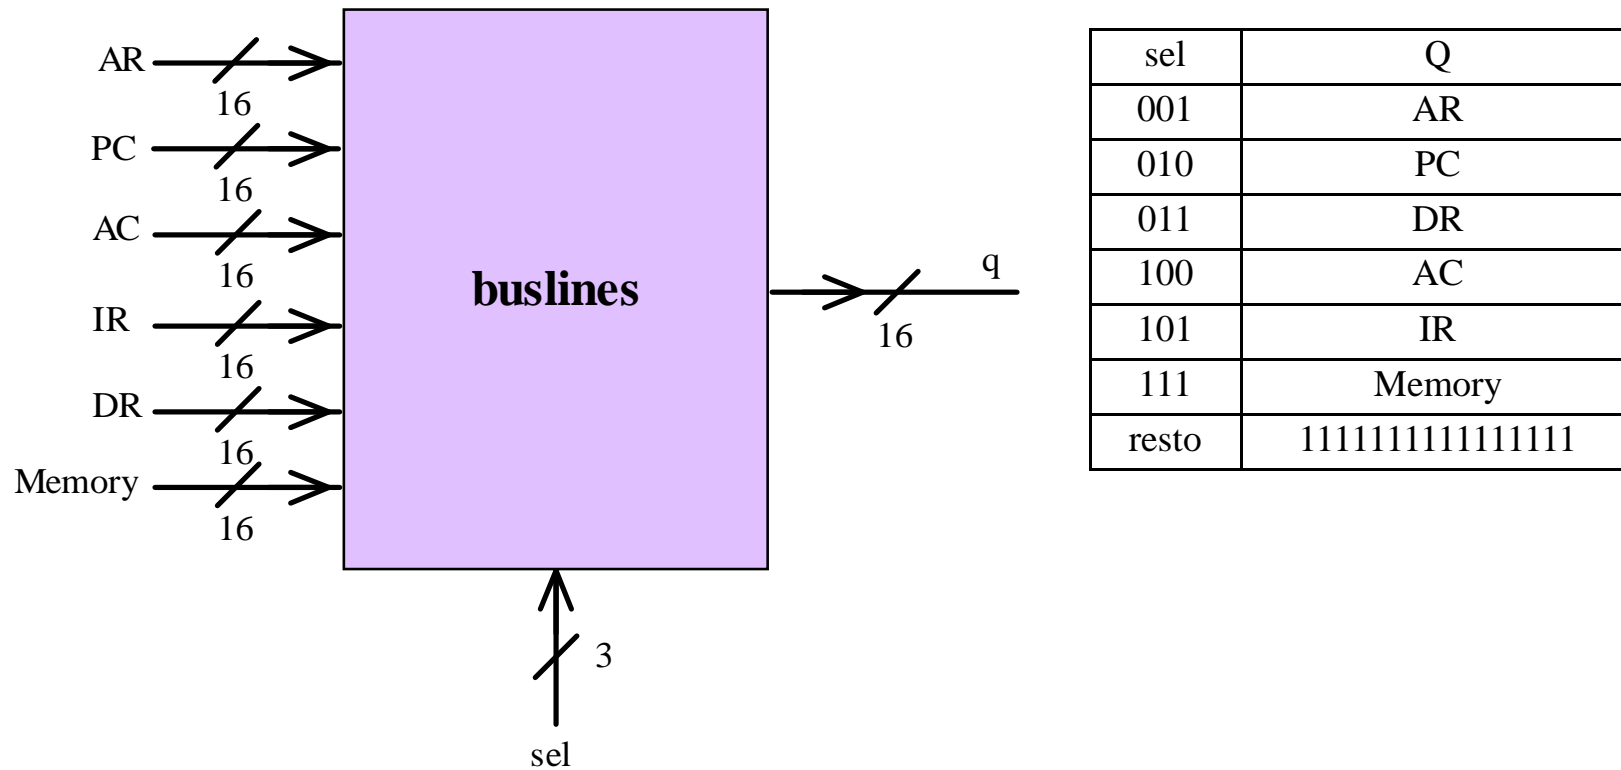 AR
16
PC
16
AC
16
IR
16
DR
16
Memory
16
buslines
q
16
3
sel
sel Q
001 AR
010 PC
011 DR
100 AC
101 IR
111 Memory
resto 1111111111111111